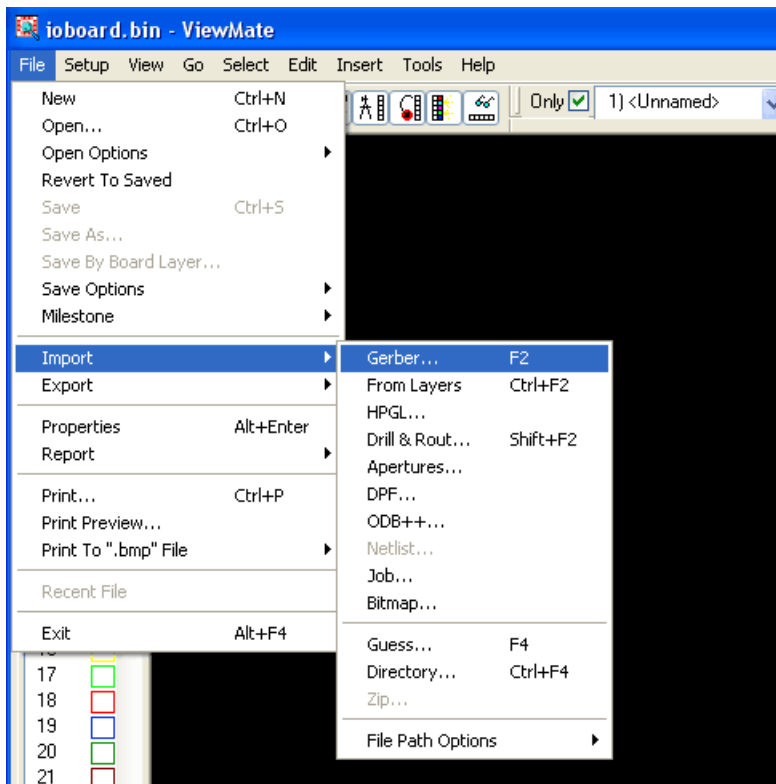 ioboard.bin - ViewMate
File Setup View Go Select Edit Insert Tools Help
Only 1) <Unnamed>
New Ctrl+N
Open... Ctrl+O
Open Options
Revert To Saved
Save Ctrl+S
Save As...
Save By Board Layer...
Save Options
Milestone
Import
Export
Properties Alt+Enter
Report
Print... Ctrl+P
Print Preview...
Print To ".bmp" File
Recent File
Exit Alt+F4
Gerber... F2
From Layers Ctrl+F2
HPGL...
Drill & Rout... Shift+F2
Apertures...
DPF...
ODB++...
Netlist...
Job...
Bitmap...
Guess... F4
Directory... Ctrl+F4
Zip...
File Path Options
17
18
19
20
21